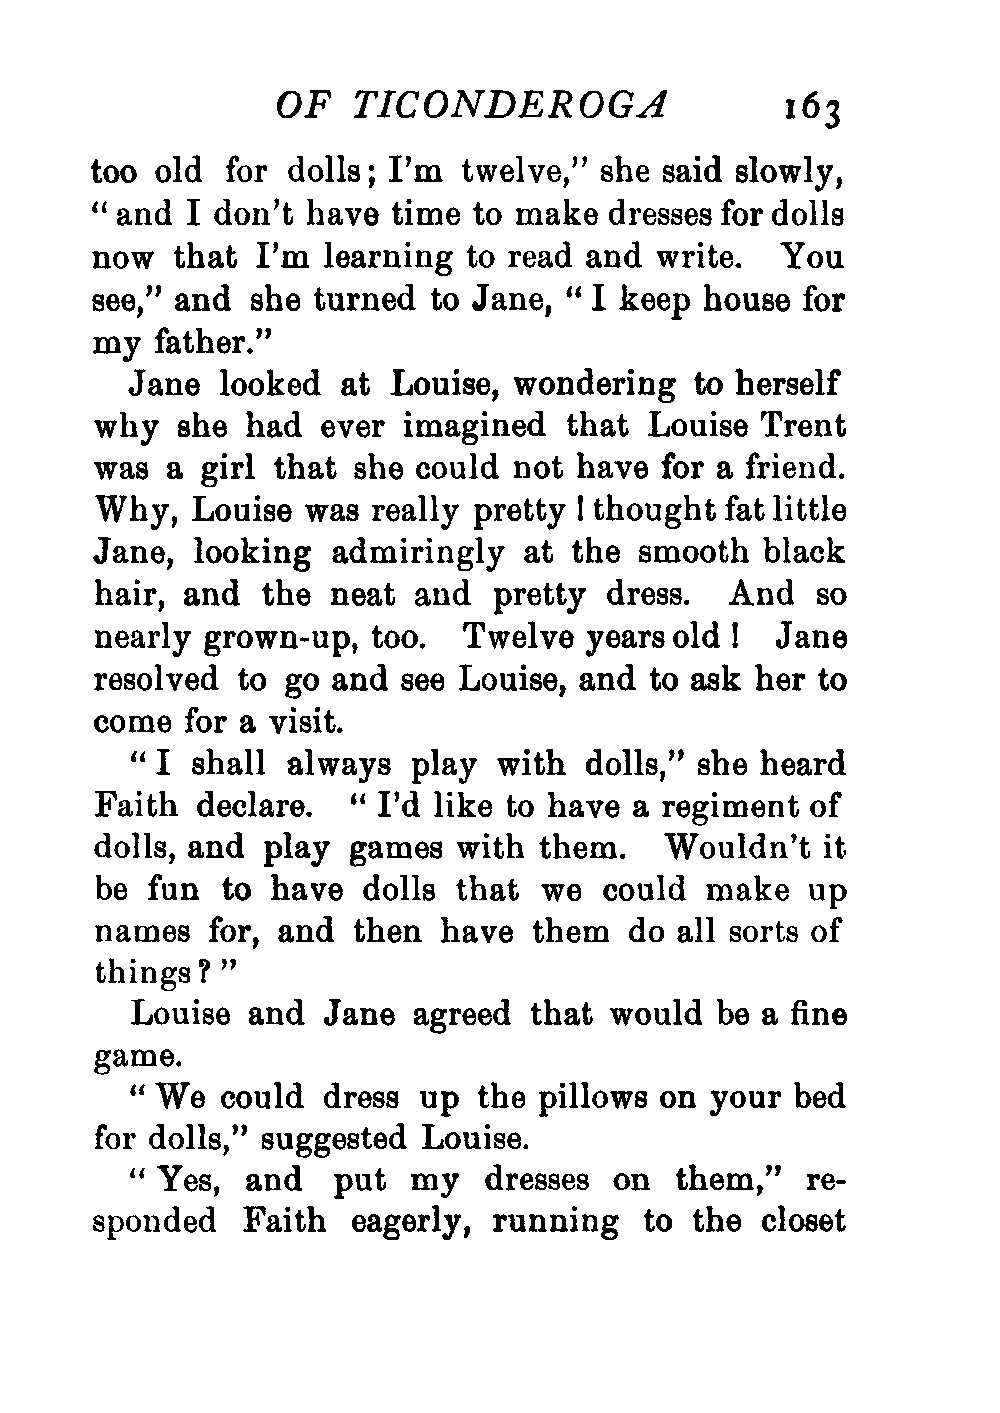 OF TICONDEROGA 163
too old for dolls; I'm twelve," she said slowly,
"and I don't have time to make dresses for dolls
now that I'm learning to read and write. You
see," and she turned to Jane, "I keep house for
my father."
Jane looked at Louise, wondering to herself
why she had ever imagined that Louise Trent
was a girl that she could not have for a friend.
Why, Louise was really pretty! thought fat little
Jane, looking admiringly at the smooth black
hair, and the neat and pretty dress. And so
nearly grown-up, too. Twelve years old! Jane
resolved to go and see Louise, and to ask her to
come for a visit.
"I shall always play with dolls," she heard
Faith declare. "I'd like to have a regiment of
dolls, and play games with them. Wouldn't it
be fun to have dolls that we could make up
names for, and then have them do all sorts of
things?"
Louise and Jane agreed that would be a fine
game.
"We could dress up the pillows on your bed
for dolls," suggested Louise.
"Yes, and put my dresses on them," re-
sponded Faith eagerly, running to the closet